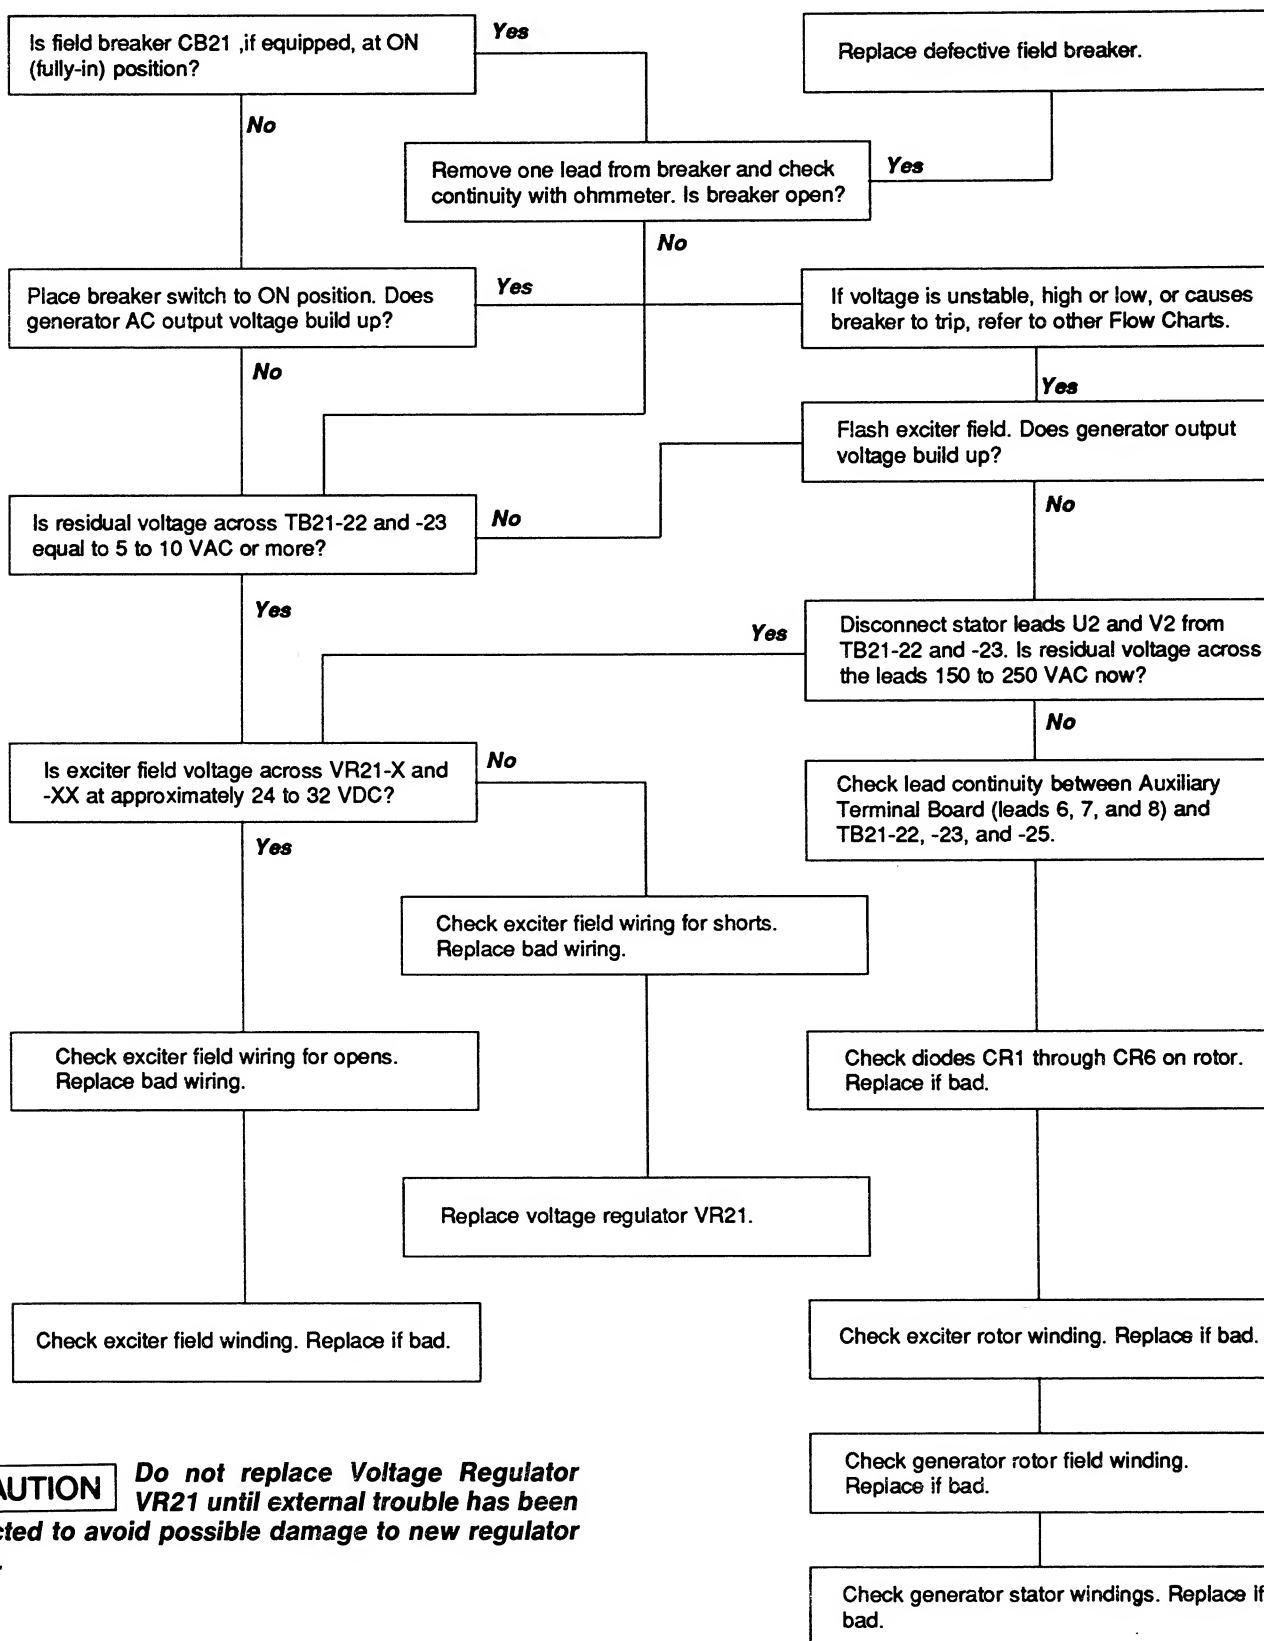 Is field breaker CB21 ,if equipped, at ON
(fully-in) position?
Yes
Replace defective field breaker.
No
Remove one lead from breaker and check
continuity with ohmmeter. Is breaker open?
Yes
No
Place breaker switch to ON position. Does
generator AC output voltage build up?
Yes
If voltage is unstable, high or low, or causes
breaker to trip, refer to other Flow Charts.
No
Yes
Flash exciter field. Does generator output
voltage build up?
Is residual voltage across TB21-22 and -23
equal to 5 to 10 VAC or more?
No
No
Yes
Yes
Disconnect stator leads U2 and V2 from
TB21-22 and -23. Is residual voltage across
the leads 150 to 250 VAC now?
No
Is exciter field voltage across VR21-X and
-XX at approximately 24 to 32 VDC?
No
Check lead continuity between Auxiliary
Terminal Board (leads 6, 7, and 8) and
TB21-22, -23, and -25.
Yes
Check exciter field wiring for shorts.
Replace bad wiring.
Check exciter field wiring for opens.
Replace bad wiring.
Check diodes CR1 through CR6 on rotor.
Replace if bad.
Replace voltage regulator VR21.
Check exciter field winding. Replace if bad.
Check exciter rotor winding. Replace if bad.
Check generator rotor field winding.
Replace if bad.
AUTION Do not replace Voltage Regulator
VR21 until external trouble has been
cted to avoid possible damage to new regulator
.
Check generator stator windings. Replace if
bad.